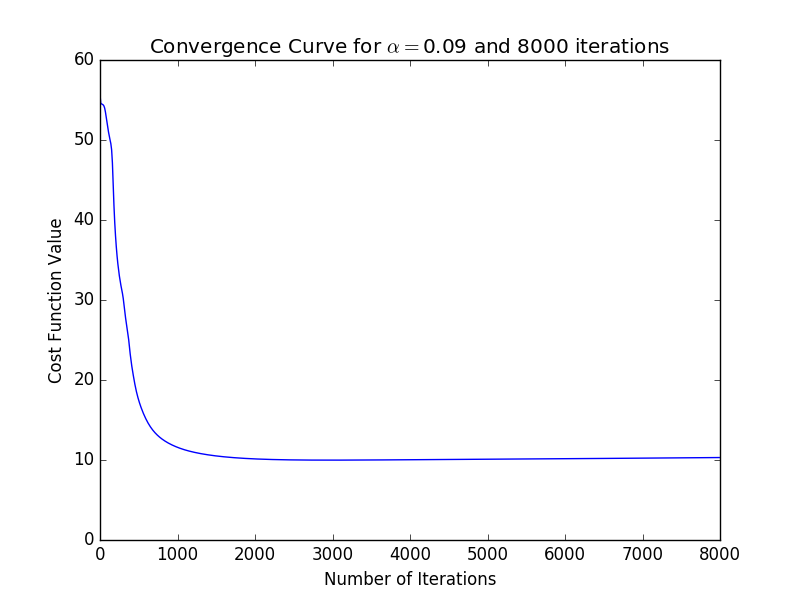 Convergence Curve for α = 0.09 and 8000 iterations
60
50
40
30
20
10
0
Cost Function Value
0 1000 2000 3000 4000 5000 6000 7000 8000
Number of Iterations